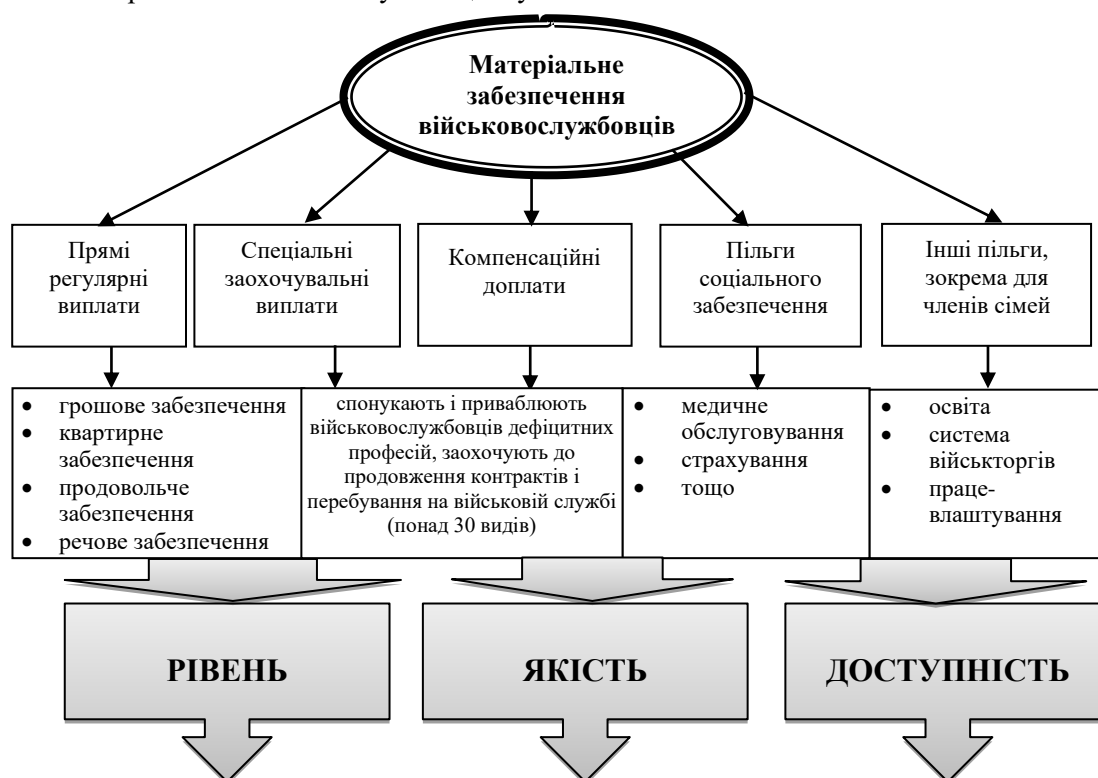 Матеріальне
забезпечення
військовослужбовців
Прямі
регулярні
виплати
Спеціальні
заохочувальні
виплати
Компенсаційні
доплати
Пільги
соціального
забезпечення
Інші пільги,
зокрема для
членів сімей
• грошове забезпечення
• квартирне
забезпечення
• продовольче
забезпечення
• речове забезпечення
спонукають і приваблюють
військовослужбовців дефіцитних
професій, заохочують до
продовження контрактів і
перебування на військовій службі
(понад 30 видів)
• медичне
обслуговування
• страхування
• тощо
• освіта
• система
військторгів
• праце-
влаштування
РІВЕНЬ
ЯКІСТЬ
ДОСТУПНІСТЬ